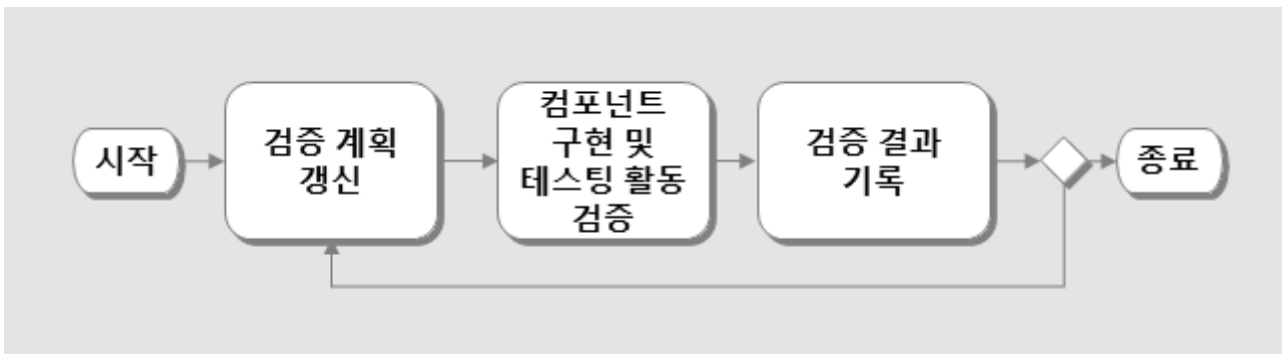 시작
검증 계획
갱신
컴포넌트
구현 및
테스팅 활동
검증
검증 결과
기록
종료